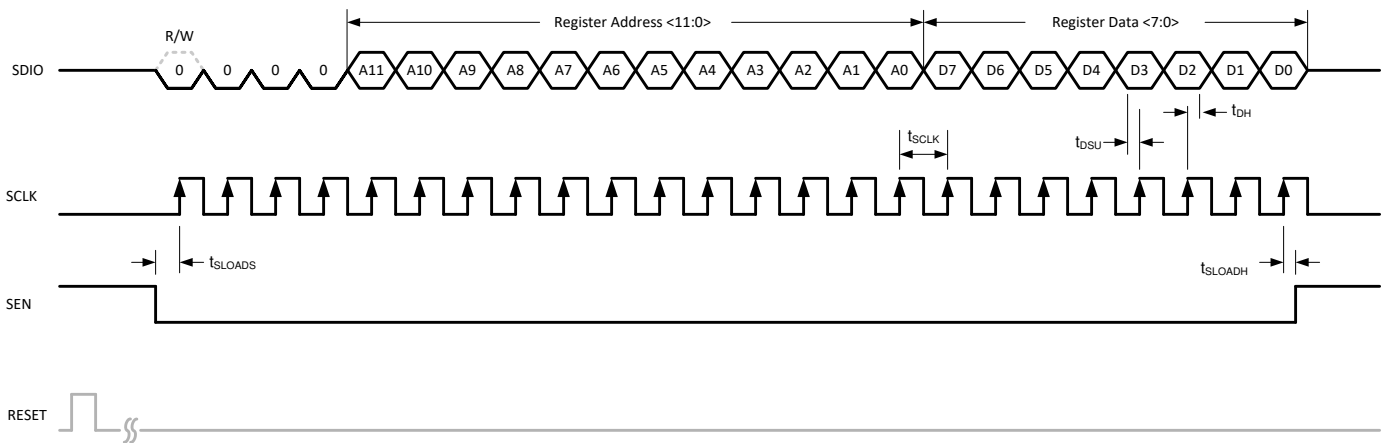 Register Address <11:0> Register Data <7:0>
R/W
SDIO 0 0 0 0 A11 A10 A9 A8 A7 A6 A5 A4 A3 A2 A1 A0 D7 D6 D5 D4 D3 D2 D1 D0
tDH
tSCLK
tDSU
SCLK
tSLOADS tSLOADH
SEN
RESET